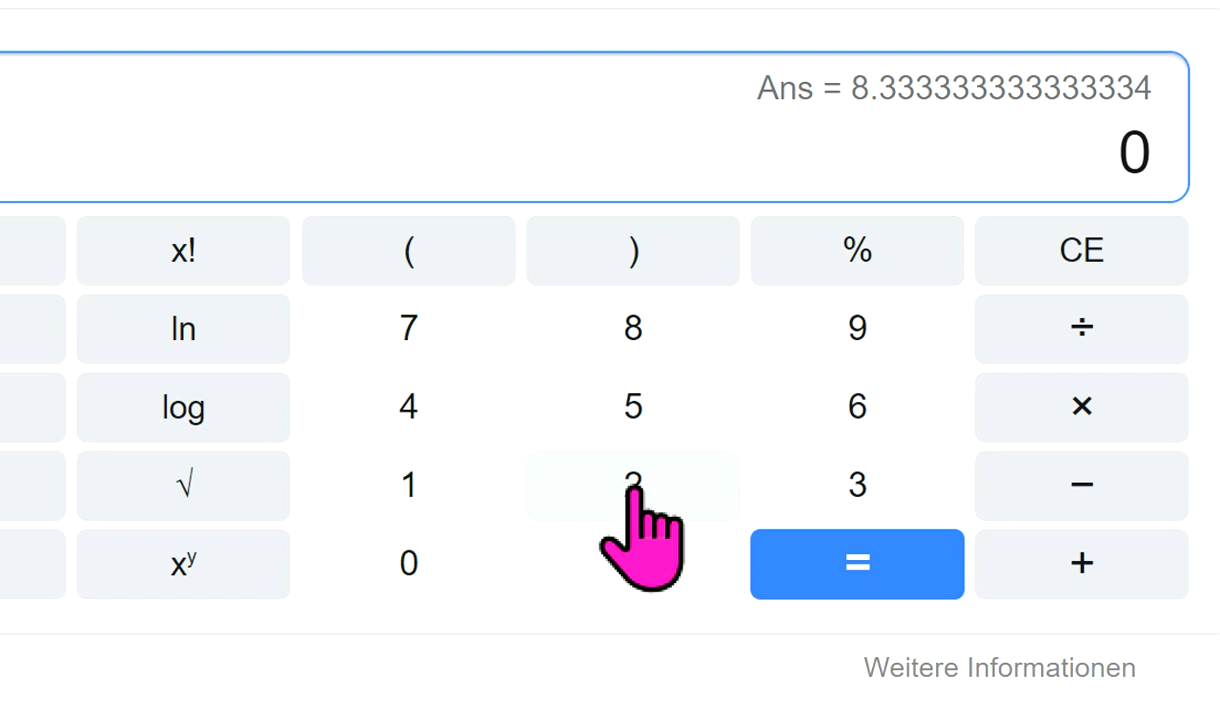 Ans = 8.333333333333334
0
x! ( ) % CE
ln 7 8 9 ÷
log 4 5 6 ×
√ 1 2 3 −
xʸ 0 = +
Weitere Informationen